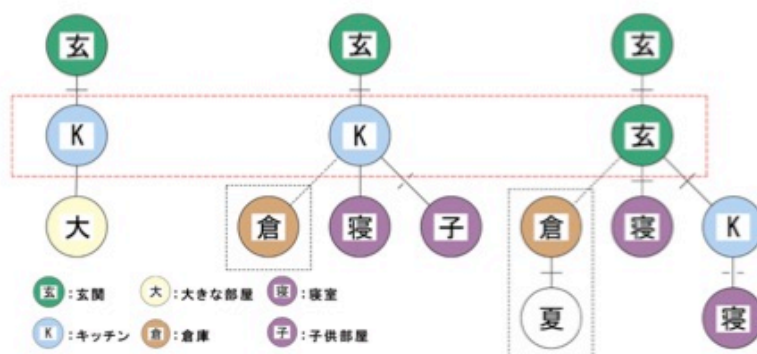 玄 玄 玄
K K 玄
大 倉 寝 子 倉 寝 K
夏 寝
玄:玄関 大:大きな部屋 寝:寝室
K:キッチン 倉:倉庫 子:子供部屋